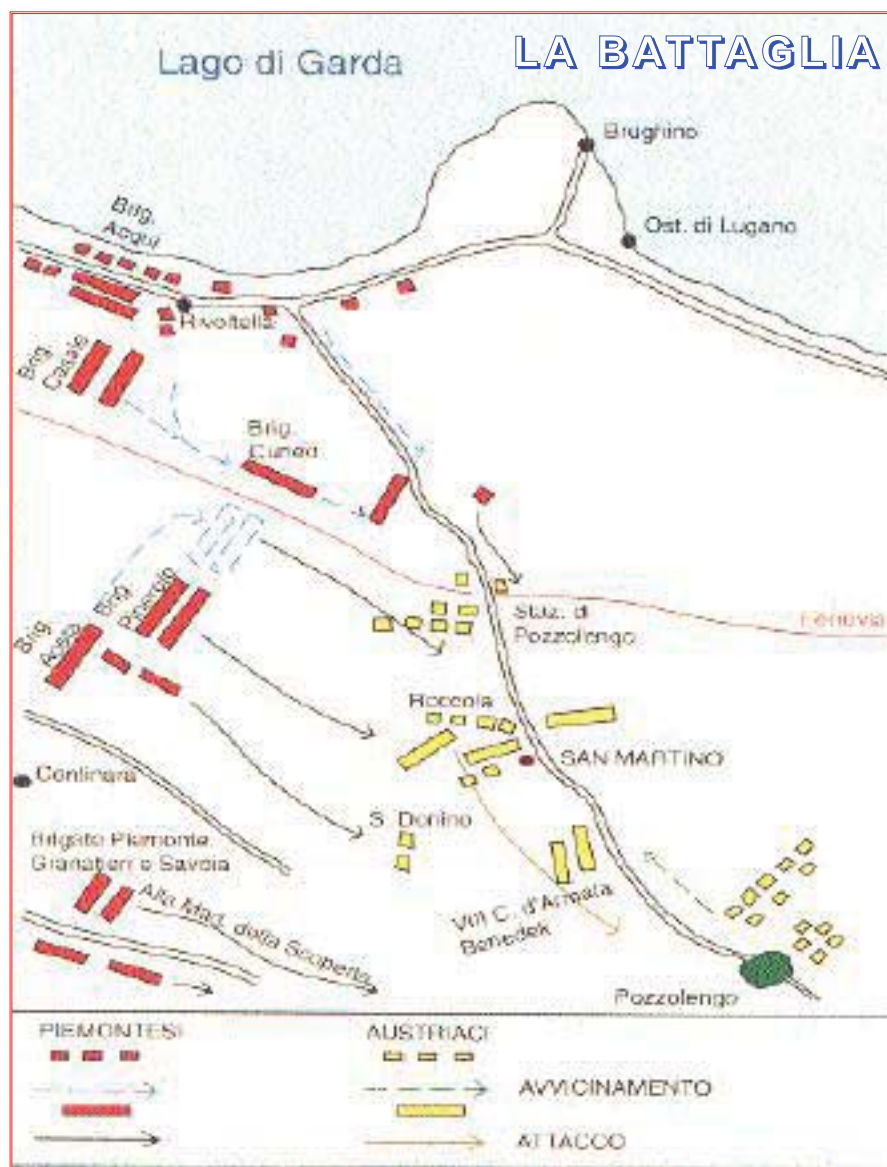 LA BATTAGLIA
Lago di Garda
Brughino
Ost. di Lugano
Brig.
Acqui
Rivoltella
Brig.
Casale
Brig.
Cuneo
Brig.
Pinerolo
Brig.
Aosta
Staz. di
Pozzolengo
Ferrovia
Roccola
SAN MARTINO
S. Donino
Brigate Piemonte
Granatieri e Savoia
Alla Mad. della Scoperta
VIII C. d'Armata
Benedek
Pozzolengo
PIEMONTESI
AUSTRIACI
AVVICINAMENTO
ATTACCO